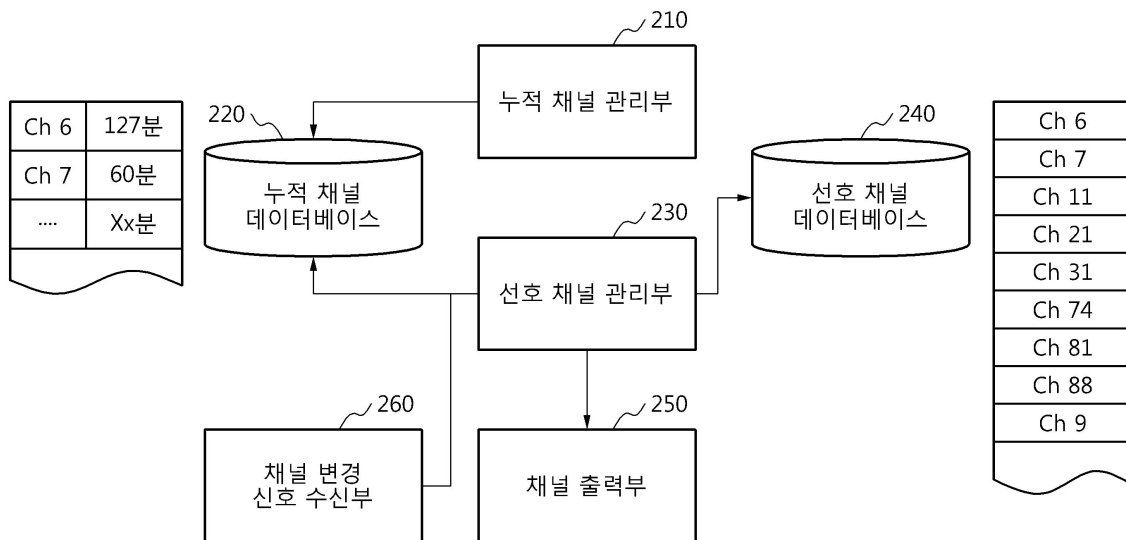 210
누적 채널 관리부
Ch 6 127분
Ch 7 60분
.... Xx분
220
누적 채널
데이터베이스
230
선호 채널 관리부
240
선호 채널
데이터베이스
Ch 6
Ch 7
Ch 11
Ch 21
Ch 31
Ch 74
Ch 81
Ch 88
Ch 9
260
채널 변경
신호 수신부
250
채널 출력부